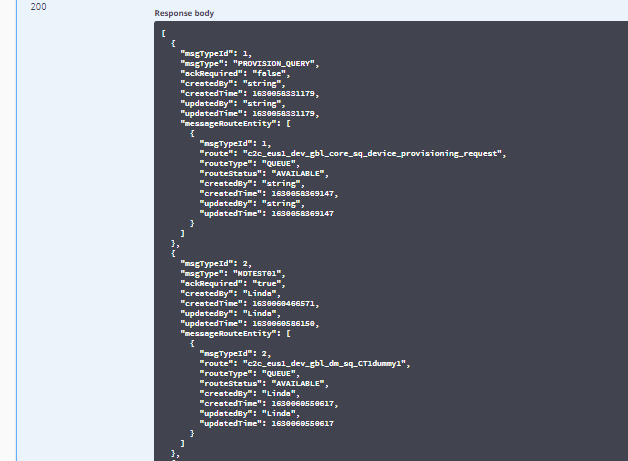 200
Response body
[
  {
    "msgTypeId": 1,
    "msgType": "PROVISION_QUERY",
    "ackRequired": "false",
    "createdBy": "string",
    "createdTime": 1630058331179,
    "updatedBy": "string",
    "updatedTime": 1630058331179,
    "messageRouteEntity": [
      {
        "msgTypeId": 1,
        "route": "c2c_eus1_dev_gbl_core_sq_device_provisioning_request",
        "routeType": "QUEUE",
        "routeStatus": "AVAILABLE",
        "createdBy": "string",
        "createdTime": 1630058369147,
        "updatedBy": "string",
        "updatedTime": 1630058369147
      }
    ]
  },
  {
    "msgTypeId": 2,
    "msgType": "MDTEST01",
    "ackRequired": "true",
    "createdBy": "Linda",
    "createdTime": 1630060466571,
    "updatedBy": "Linda",
    "updatedTime": 1630060586150,
    "messageRouteEntity": [
      {
        "msgTypeId": 2,
        "route": "c2c_eus1_dev_gbl_dm_sq_CT1dummy1",
        "routeType": "QUEUE",
        "routeStatus": "AVAILABLE",
        "createdBy": "Linda",
        "createdTime": 1630060550617,
        "updatedBy": "Linda",
        "updatedTime": 1630060550617
      }
    ]
  },